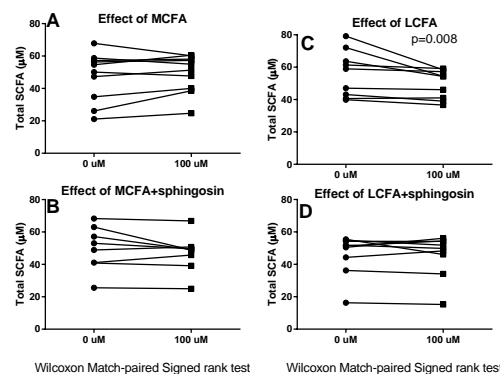 A
Effect of MCFA
Total SCFA (µM)
100
80
60
40
20
0
0 uM
100 uM
C
Effect of LCFA
p=0.008
Total SCFA (µM)
80
60
40
20
0
0 uM
100 uM
B
Effect of MCFA+sphingosin
Total SCFA (µM)
80
60
40
20
0
0 uM
100 uM
D
Effect of LCFA+sphingosin
Total SCFA (µM)
80
60
40
20
0
0 uM
100 uM
Wilcoxon Match-paired Signed rank test
Wilcoxon Match-paired Signed rank test